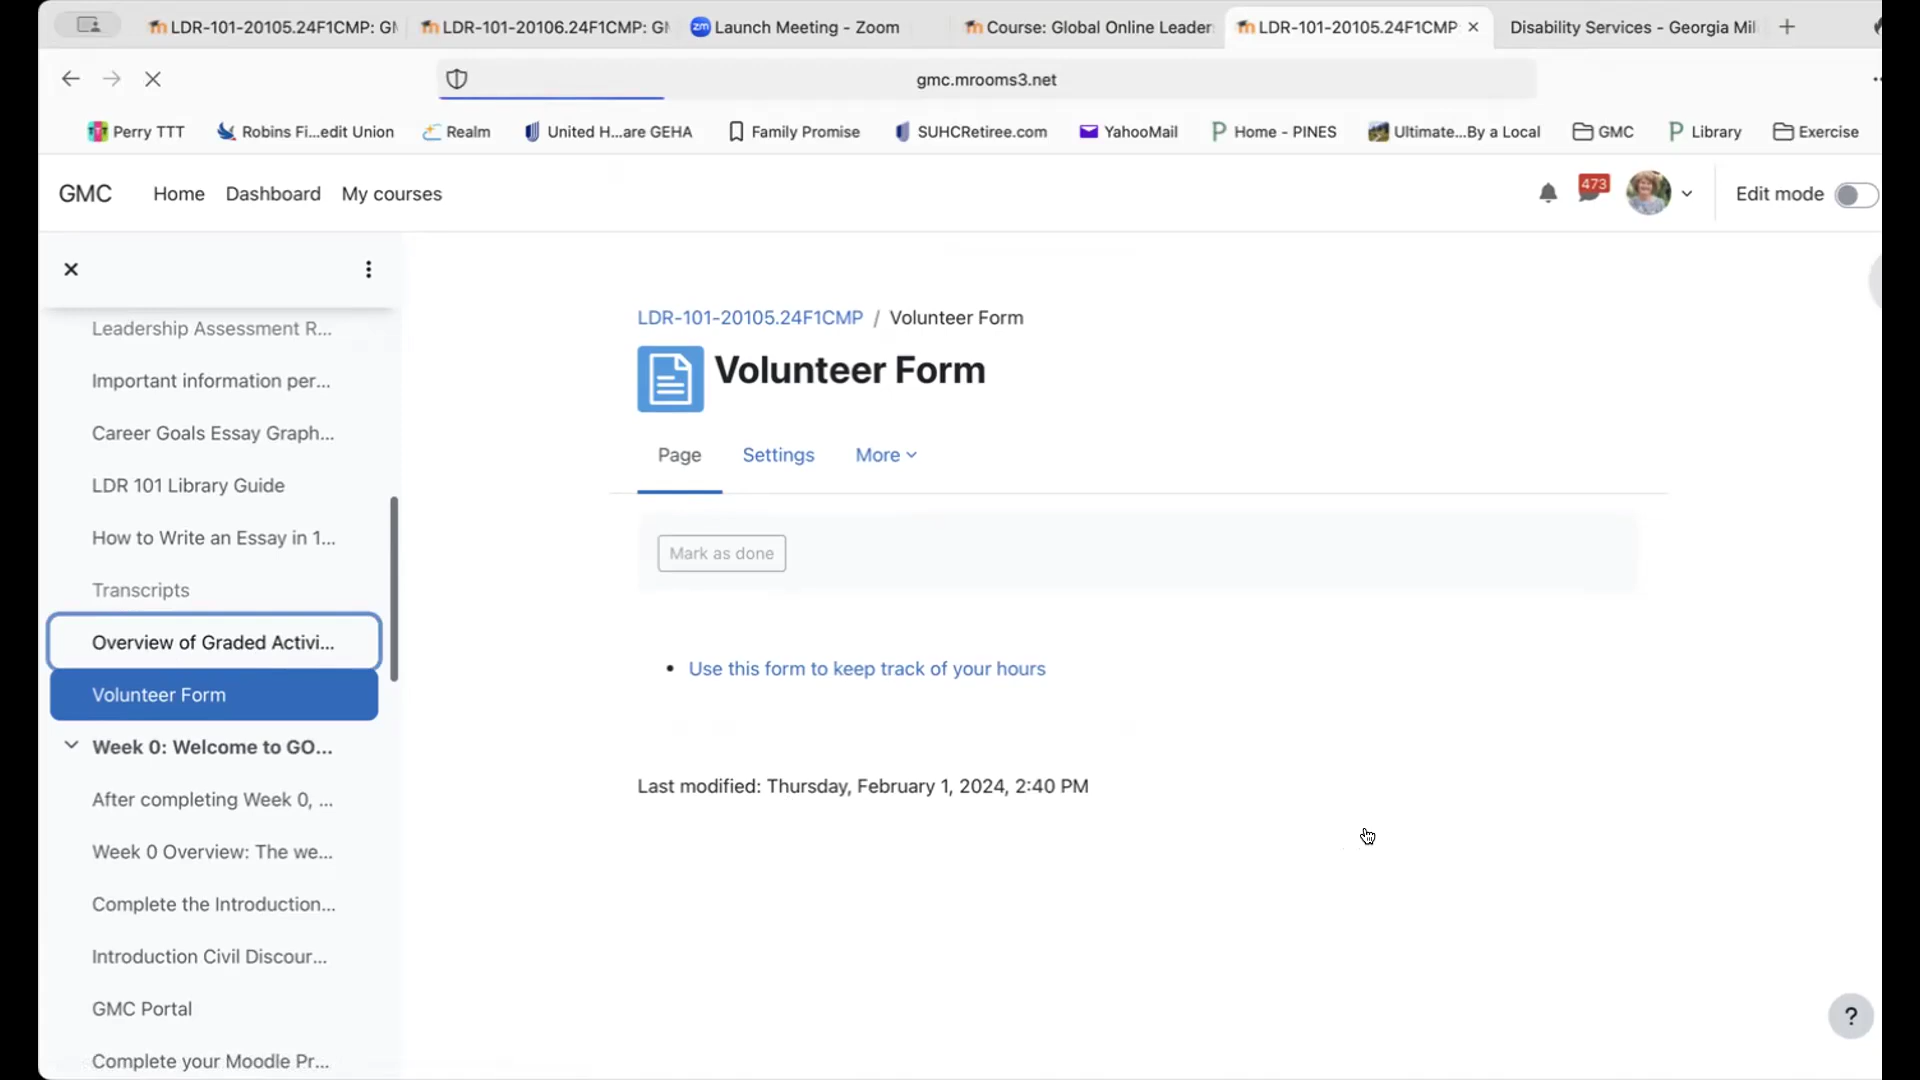 LDR-101-20105.24F1CMP: G
LDR-101-20106.24F1CMP: G
zm Launch Meeting - Zoom
Course: Global Online Leader
LDR-101-20105.24F1CMP
Disability Services - Georgia Mil
gmc.mrooms3.net
TTT Perry TTT
Robins Fi...edit Union
Realm
United H...are GEHA
Family Promise
SUHCRetiree.com
YahooMail
Home - PINES
Ultimate...By a Local
GMC
Library
Exercise
GMC
Home
Dashboard
My courses
473
Edit mode
Leadership Assessment R...
Important information per...
Career Goals Essay Graph...
LDR 101 Library Guide
How to Write an Essay in 1...
Transcripts
Overview of Graded Activi...
Volunteer Form
Week 0: Welcome to GO...
After completing Week 0, ...
Week 0 Overview: The we...
Complete the Introduction...
Introduction Civil Discour...
GMC Portal
Complete your Moodle Pr...
LDR-101-20105.24F1CMP / Volunteer Form
Volunteer Form
Page
Settings
More
Mark as done
• Use this form to keep track of your hours
Last modified: Thursday, February 1, 2024, 2:40 PM
?